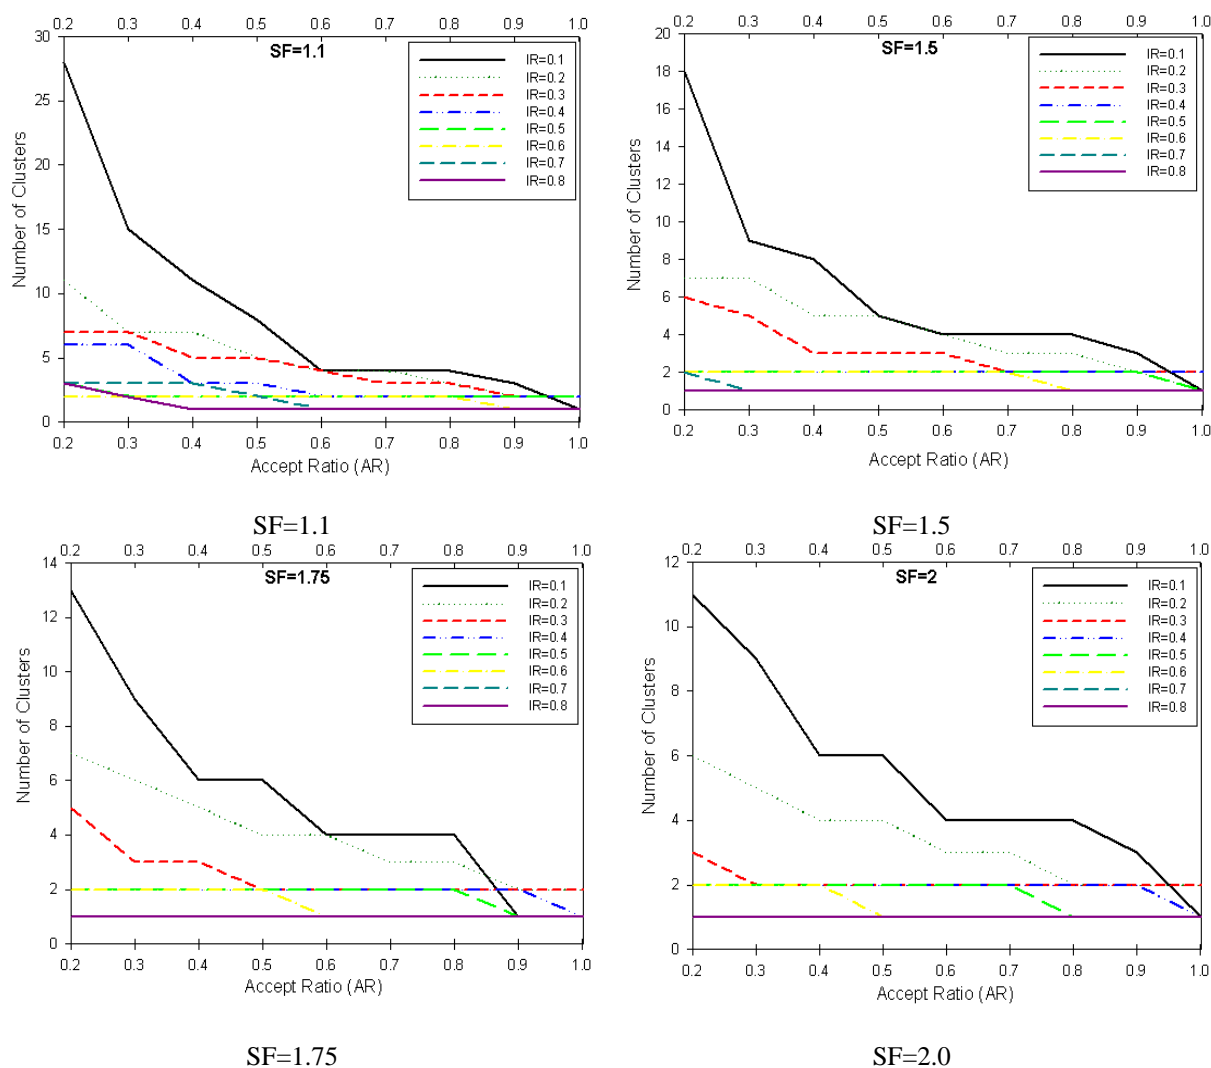 0.2 0.3 0.4 0.5 0.6 0.7 0.8 0.9 1.0
30
25
20
15
10
5
1
0
Number of Clusters
SF=1.1
IR=0.1
IR=0.2
IR=0.3
IR=0.4
IR=0.5
IR=0.6
IR=0.7
IR=0.8
0.2 0.3 0.4 0.5 0.6 0.7 0.8 0.9 1.0
Accept Ratio (AR)
SF=1.1
0.2 0.3 0.4 0.5 0.6 0.7 0.8 0.9 1.0
20
18
16
14
12
10
8
6
4
2
1
0
Number of Clusters
SF=1.5
IR=0.1
IR=0.2
IR=0.3
IR=0.4
IR=0.5
IR=0.6
IR=0.7
IR=0.8
0.2 0.3 0.4 0.5 0.6 0.7 0.8 0.9 1.0
Accept Ratio (AR)
SF=1.5
0.2 0.3 0.4 0.5 0.6 0.7 0.8 0.9 1.0
14
12
10
8
6
4
2
1
0
Number of Clusters
SF=1.75
IR=0.1
IR=0.2
IR=0.3
IR=0.4
IR=0.5
IR=0.6
IR=0.7
IR=0.8
0.2 0.3 0.4 0.5 0.6 0.7 0.8 0.9 1.0
Accept Ratio (AR)
SF=1.75
0.2 0.3 0.4 0.5 0.6 0.7 0.8 0.9 1.0
12
10
8
6
4
2
1
0
Number of Clusters
SF=2
IR=0.1
IR=0.2
IR=0.3
IR=0.4
IR=0.5
IR=0.6
IR=0.7
IR=0.8
0.2 0.3 0.4 0.5 0.6 0.7 0.8 0.9 1.0
Accept Ratio (AR)
SF=2.0